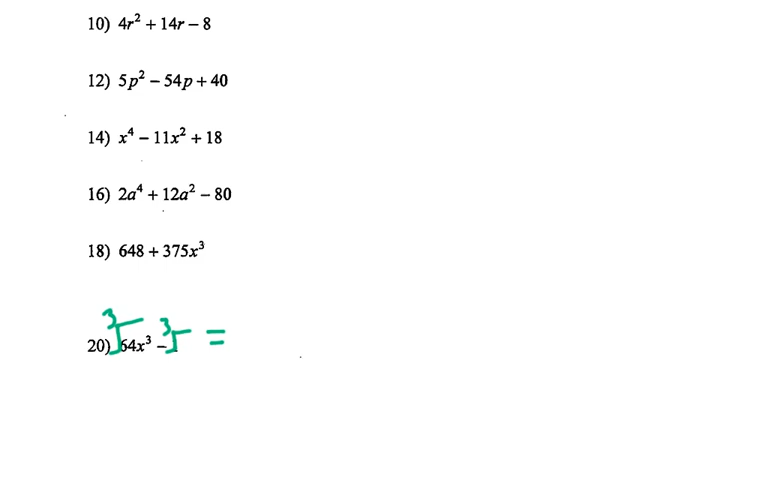 10) 4r² + 14r − 8
12) 5p² − 54p + 40
14) x⁴ − 11x² + 18
16) 2a⁴ + 12a² − 80
18) 648 + 375x³
20) ∛64x³ − ∛ =